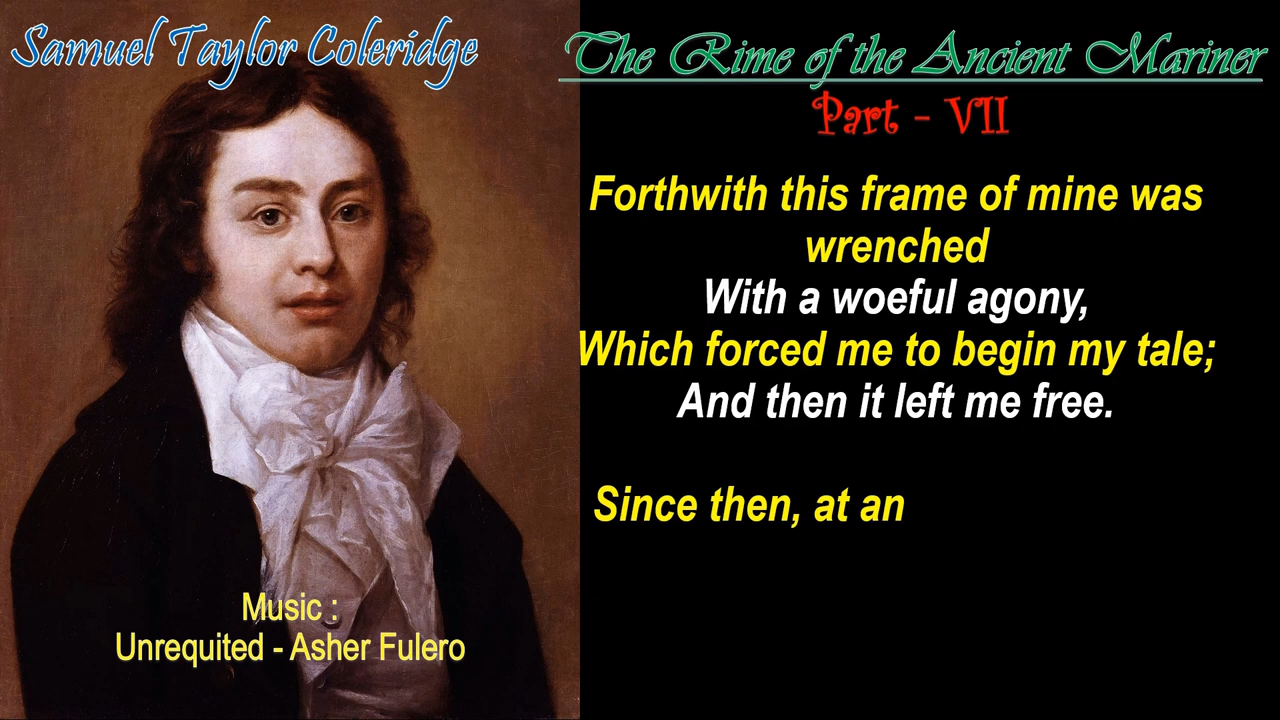 Samuel Taylor Coleridge
The Rime of the Ancient Mariner
Part - VII
Forthwith this frame of mine was
wrenched
With a woeful agony,
Which forced me to begin my tale;
And then it left me free.
Since then, at an
Music :
Unrequited - Asher Fulero